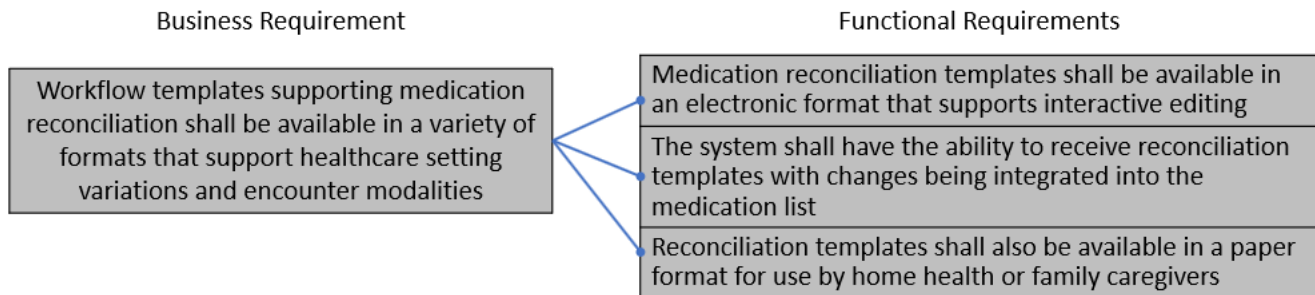 Business Requirement
Functional Requirements
Workflow templates supporting medication
reconciliation shall be available in a variety of
formats that support healthcare setting
variations and encounter modalities
Medication reconciliation templates shall be available in
an electronic format that supports interactive editing
The system shall have the ability to receive reconciliation
templates with changes being integrated into the
medication list
Reconciliation templates shall also be available in a paper
format for use by home health or family caregivers